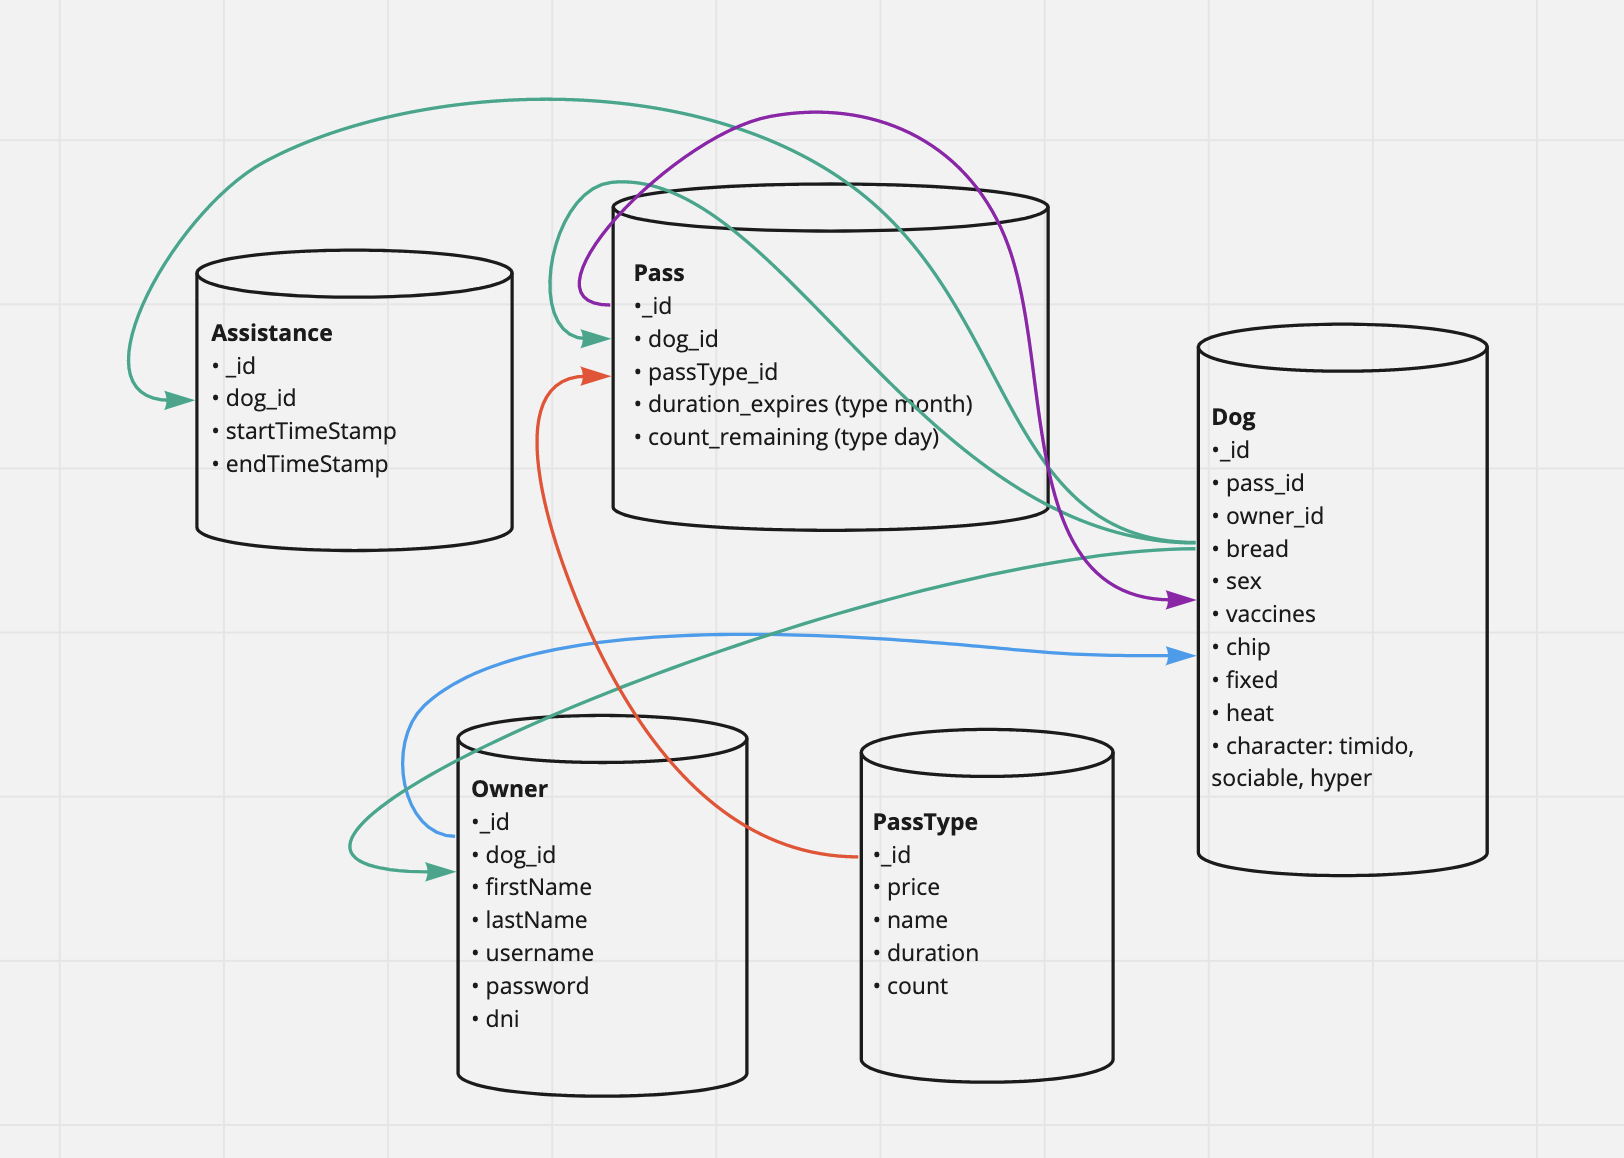 Assistance
• _id
• dog_id
• startTimeStamp
• endTimeStamp
Pass
•_id
• dog_id
• passType_id
• duration_expires (type month)
• count_remaining (type day)
Dog
•_id
• pass_id
• owner_id
• bread
• sex
• vaccines
• chip
• fixed
• heat
• character: timido,
sociable, hyper
Owner
•_id
• dog_id
• firstName
• lastName
• username
• password
• dni
PassType
•_id
• price
• name
• duration
• count